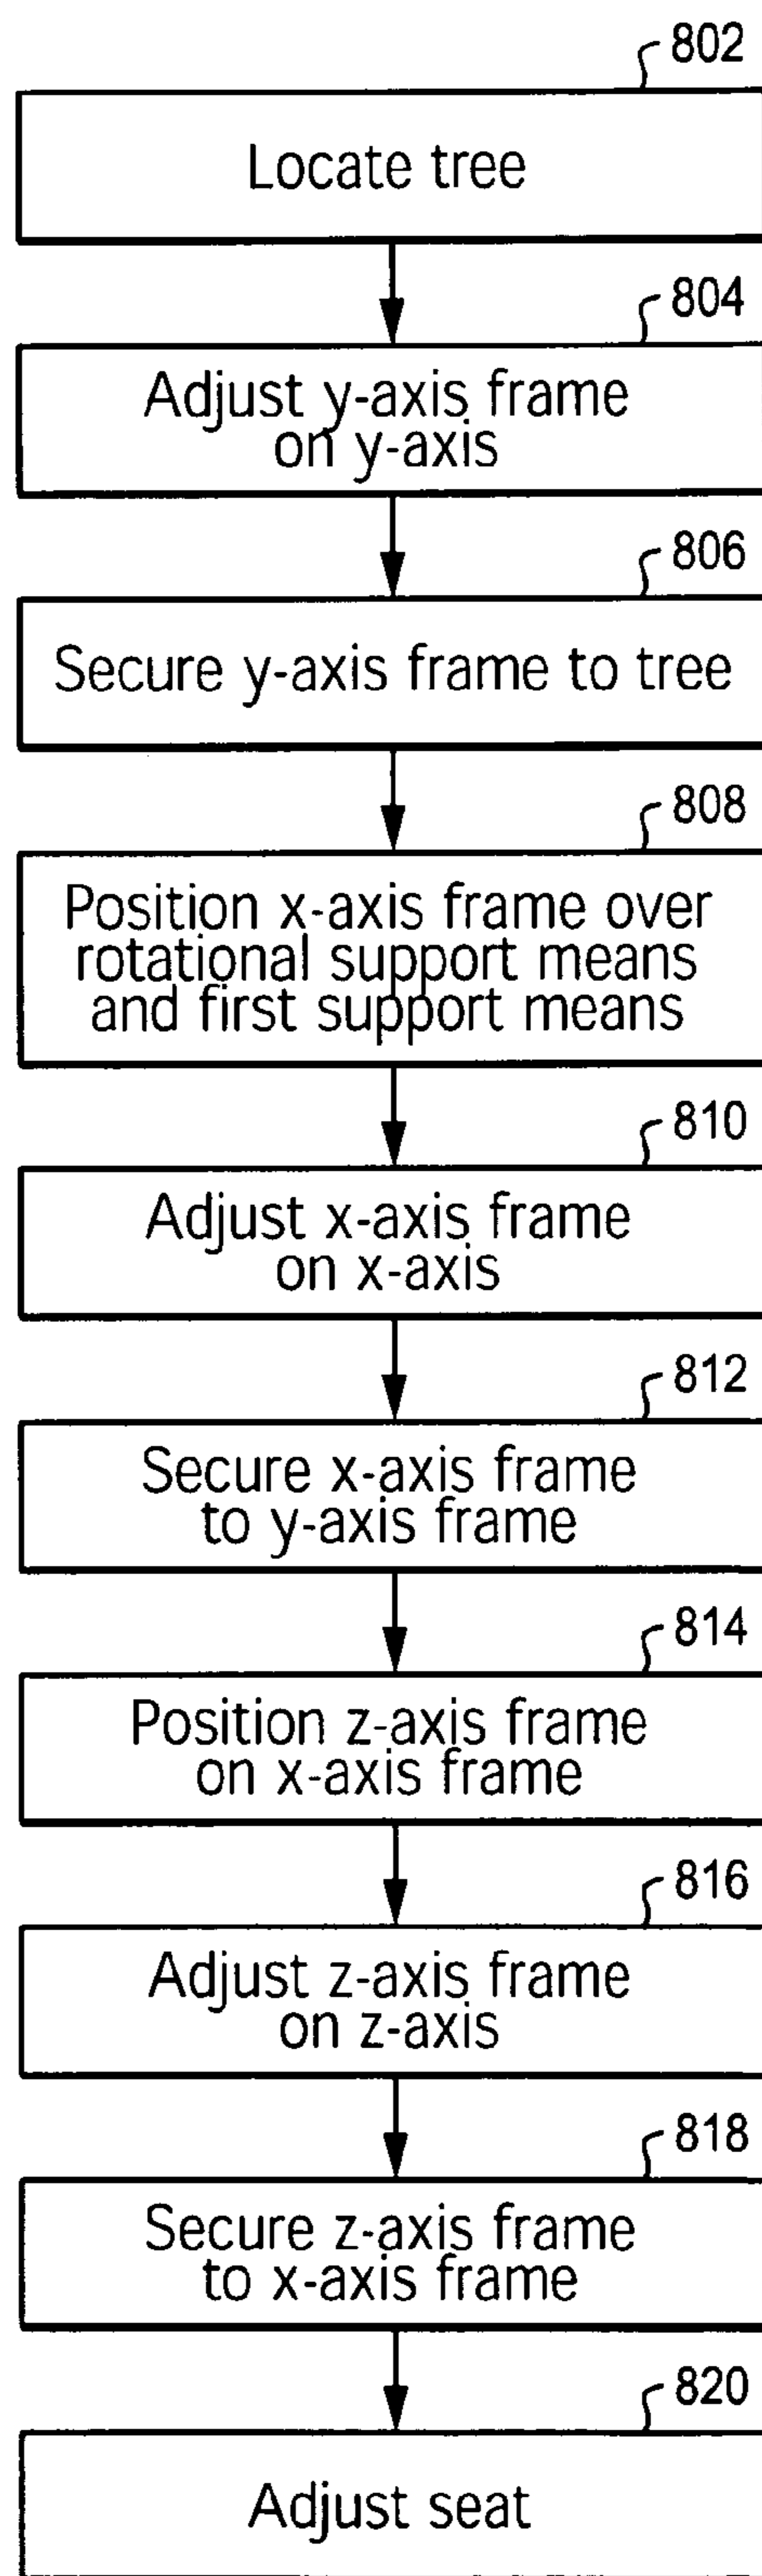 802
Locate tree
804
Adjust y-axis frame
on y-axis
806
Secure y-axis frame to tree
808
Position x-axis frame over
rotational support means
and first support means
810
Adjust x-axis frame
on x-axis
812
Secure x-axis frame
to y-axis frame
814
Position z-axis frame
on x-axis frame
816
Adjust z-axis frame
on z-axis
818
Secure z-axis frame
to x-axis frame
820
Adjust seat